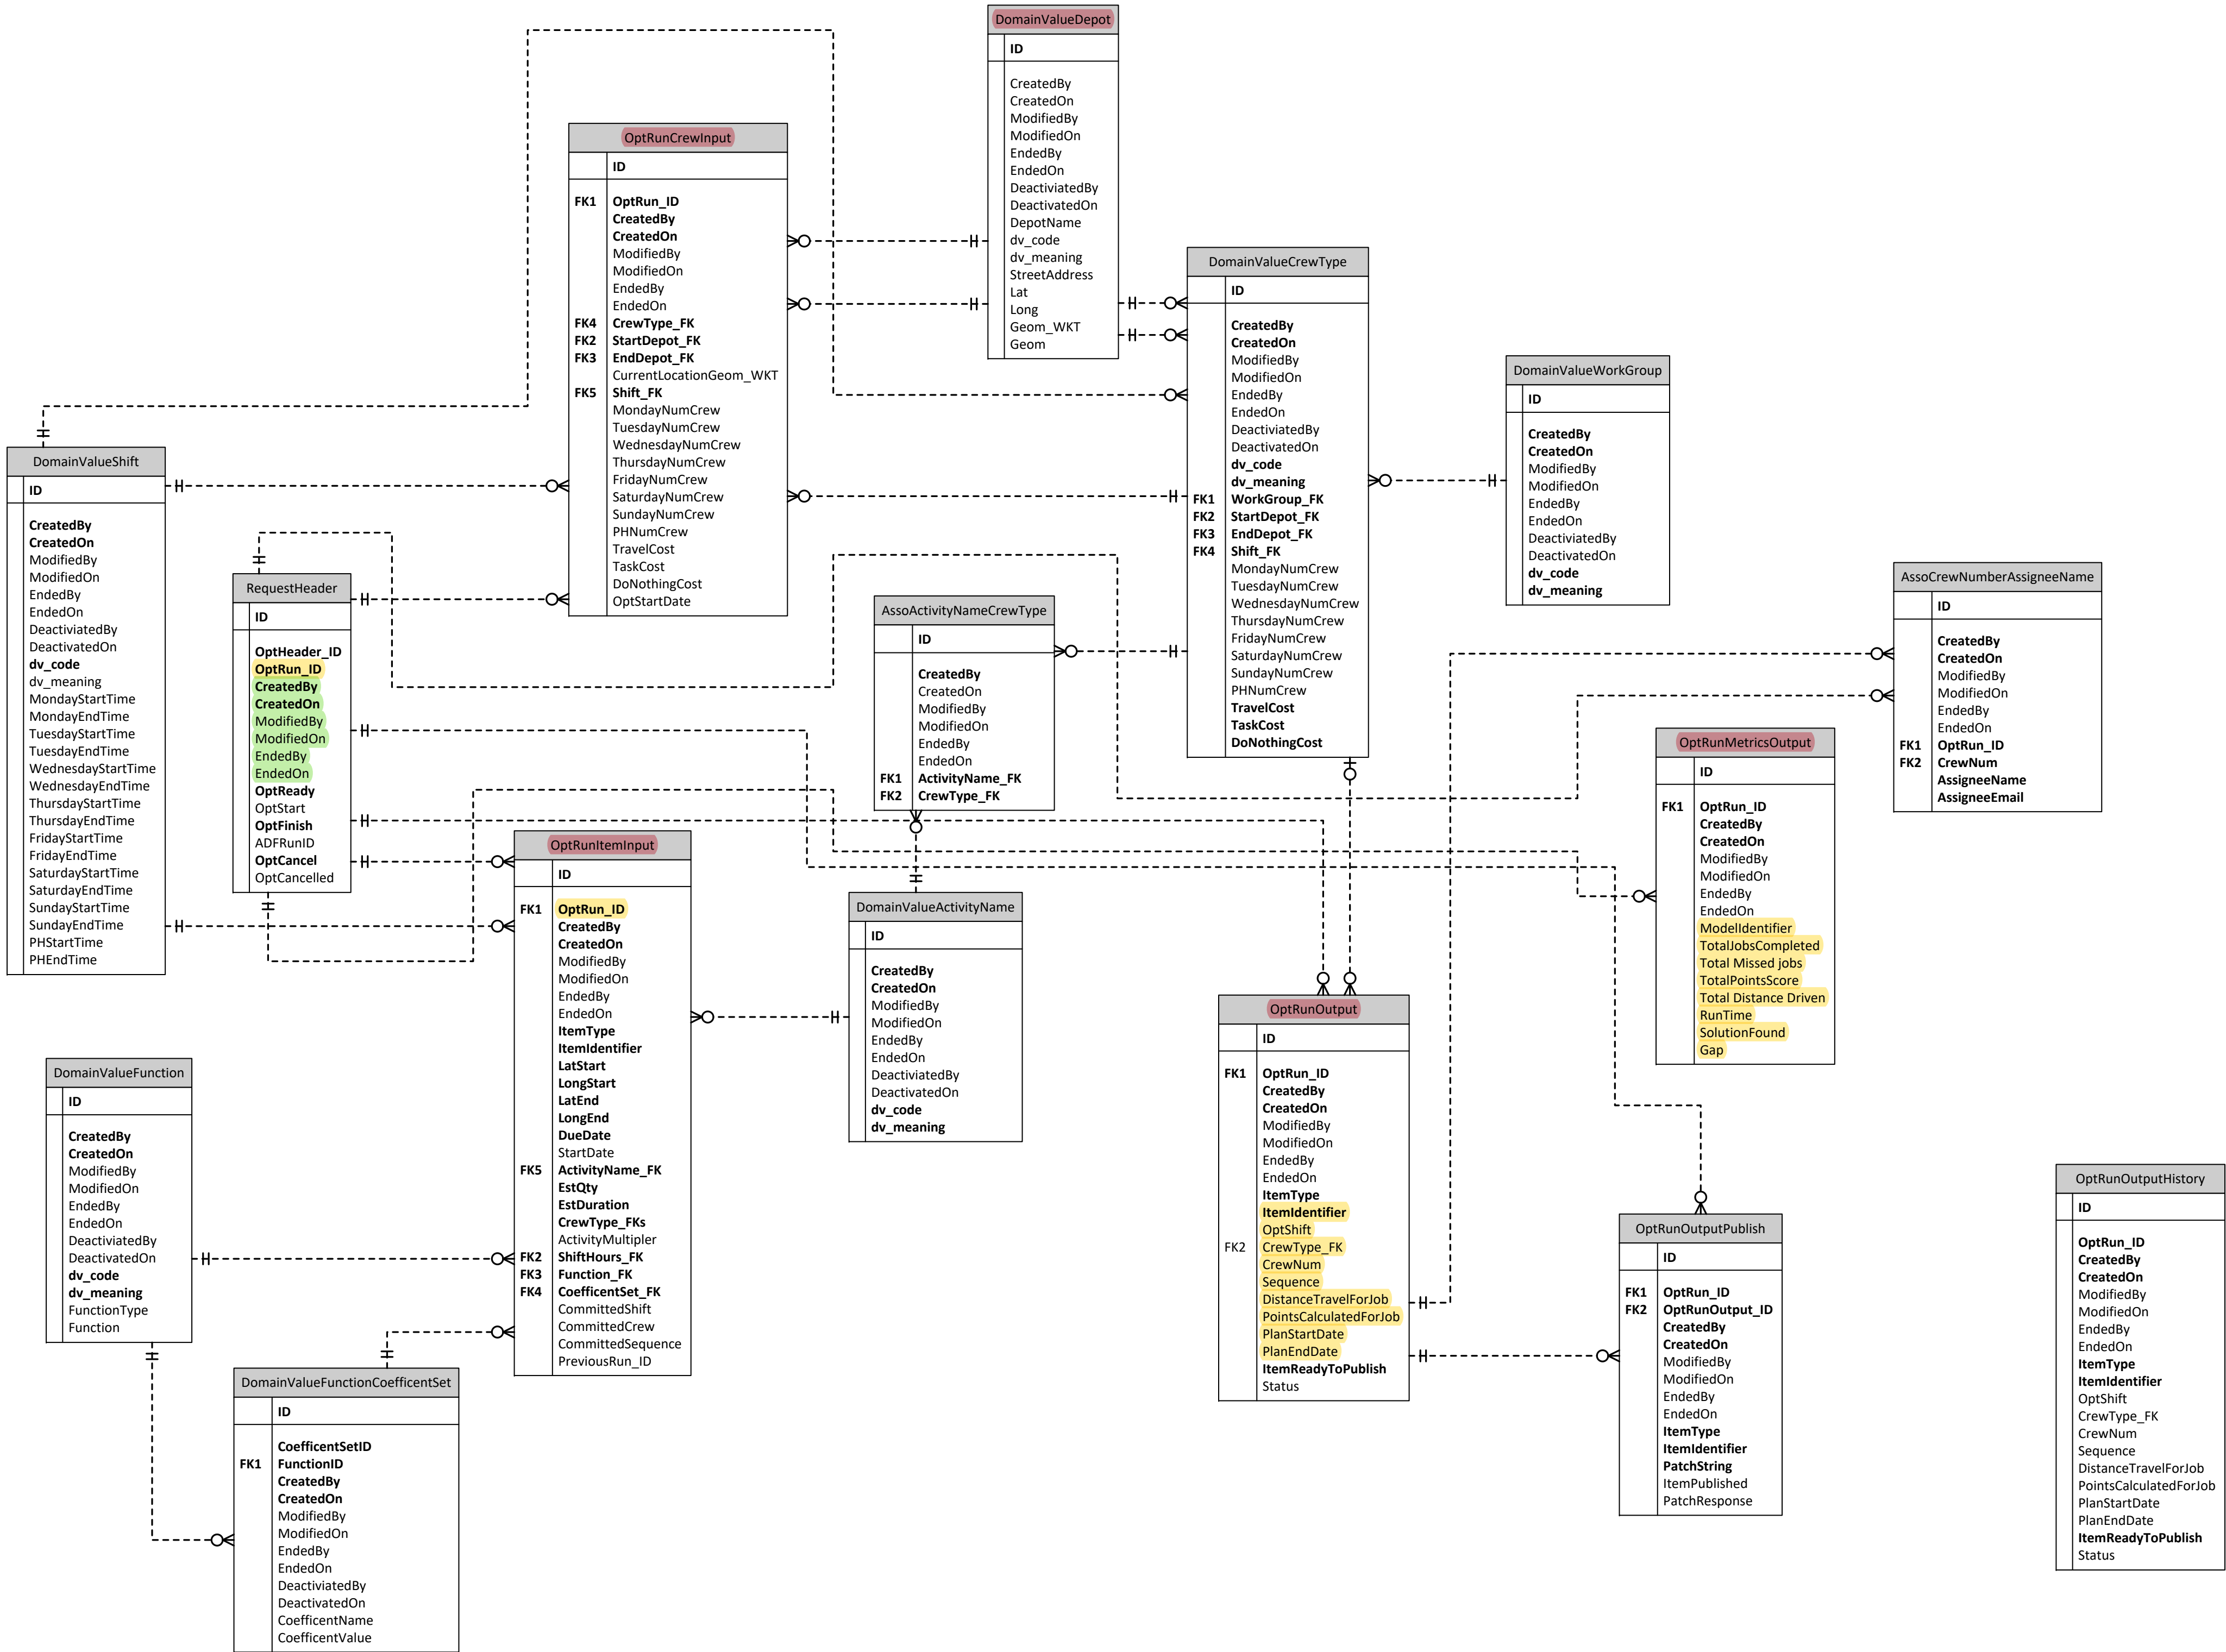 DomainValueDepot
ID
CreatedBy
CreatedOn
ModifiedBy
ModifiedOn
EndedBy
EndedOn
DeactiviatedBy
DeactivatedOn
DepotName
dv_code
dv_meaning
StreetAddress
Lat
Long
Geom_WKT
Geom
OptRunCrewInput
ID
FK1 OptRun_ID
CreatedBy
CreatedOn
ModifiedBy
ModifiedOn
EndedBy
EndedOn
FK4 CrewType_FK
FK2 StartDepot_FK
FK3 EndDepot_FK
CurrentLocationGeom_WKT
FK5 Shift_FK
MondayNumCrew
TuesdayNumCrew
WednesdayNumCrew
ThursdayNumCrew
FridayNumCrew
SaturdayNumCrew
SundayNumCrew
PHNumCrew
TravelCost
TaskCost
DoNothingCost
OptStartDate
DomainValueCrewType
ID
CreatedBy
CreatedOn
ModifiedBy
ModifiedOn
EndedBy
EndedOn
DeactiviatedBy
DeactivatedOn
dv_code
dv_meaning
FK1 WorkGroup_FK
FK2 StartDepot_FK
FK3 EndDepot_FK
FK4 Shift_FK
MondayNumCrew
TuesdayNumCrew
WednesdayNumCrew
ThursdayNumCrew
FridayNumCrew
SaturdayNumCrew
SundayNumCrew
PHNumCrew
TravelCost
TaskCost
DoNothingCost
DomainValueWorkGroup
ID
CreatedBy
CreatedOn
ModifiedBy
ModifiedOn
EndedBy
EndedOn
DeactiviatedBy
DeactivatedOn
dv_code
dv_meaning
DomainValueShift
ID
CreatedBy
CreatedOn
ModifiedBy
ModifiedOn
EndedBy
EndedOn
DeactiviatedBy
DeactivatedOn
dv_code
dv_meaning
MondayStartTime
MondayEndTime
TuesdayStartTime
TuesdayEndTime
WednesdayStartTime
WednesdayEndTime
ThursdayStartTime
ThursdayEndTime
FridayStartTime
FridayEndTime
SaturdayStartTime
SaturdayEndTime
SundayStartTime
SundayEndTime
PHStartTime
PHEndTime
RequestHeader
ID
OptHeader_ID
OptRun_ID
CreatedBy
CreatedOn
ModifiedBy
ModifiedOn
EndedBy
EndedOn
OptReady
OptStart
OptFinish
ADFRunID
OptCancel
OptCancelled
AssoActivityNameCrewType
ID
CreatedBy
CreatedOn
ModifiedBy
ModifiedOn
EndedBy
EndedOn
FK1 ActivityName_FK
FK2 CrewType_FK
AssoCrewNumberAssigneeName
ID
CreatedBy
CreatedOn
ModifiedBy
ModifiedOn
EndedBy
EndedOn
FK1 OptRun_ID
FK2 CrewNum
AssigneeName
AssigneeEmail
OptRunMetricsOutput
ID
FK1 OptRun_ID
CreatedBy
CreatedOn
ModifiedBy
ModifiedOn
EndedBy
EndedOn
ModelIdentifier
TotalJobsCompleted
Total Missed jobs
TotalPointsScore
Total Distance Driven
RunTime
SolutionFound
Gap
OptRunItemInput
ID
FK1 OptRun_ID
CreatedBy
CreatedOn
ModifiedBy
ModifiedOn
EndedBy
EndedOn
ItemType
ItemIdentifier
LatStart
LongStart
LatEnd
LongEnd
DueDate
StartDate
FK5 ActivityName_FK
EstQty
EstDuration
CrewType_FKs
ActivityMultipler
FK2 ShiftHours_FK
FK3 Function_FK
FK4 CoefficentSet_FK
CommittedShift
CommittedCrew
CommittedSequence
PreviousRun_ID
DomainValueActivityName
ID
CreatedBy
CreatedOn
ModifiedBy
ModifiedOn
EndedBy
EndedOn
DeactiviatedBy
DeactivatedOn
dv_code
dv_meaning
OptRunOutput
ID
FK1 OptRun_ID
CreatedBy
CreatedOn
ModifiedBy
ModifiedOn
EndedBy
EndedOn
ItemType
ItemIdentifier
OptShift
FK2 CrewType_FK
CrewNum
Sequence
DistanceTravelForJob
PointsCalculatedForJob
PlanStartDate
PlanEndDate
ItemReadyToPublish
Status
DomainValueFunction
ID
CreatedBy
CreatedOn
ModifiedBy
ModifiedOn
EndedBy
EndedOn
DeactiviatedBy
DeactivatedOn
dv_code
dv_meaning
FunctionType
Function
OptRunOutputPublish
ID
FK1 OptRun_ID
FK2 OptRunOutput_ID
CreatedBy
CreatedOn
ModifiedBy
ModifiedOn
EndedBy
EndedOn
ItemType
ItemIdentifier
PatchString
ItemPublished
PatchResponse
OptRunOutputHistory
ID
OptRun_ID
CreatedBy
CreatedOn
ModifiedBy
ModifiedOn
EndedBy
EndedOn
ItemType
ItemIdentifier
OptShift
CrewType_FK
CrewNum
Sequence
DistanceTravelForJob
PointsCalculatedForJob
PlanStartDate
PlanEndDate
ItemReadyToPublish
Status
DomainValueFunctionCoefficentSet
ID
CoefficentSetID
FK1 FunctionID
CreatedBy
CreatedOn
ModifiedBy
ModifiedOn
EndedBy
EndedOn
DeactiviatedBy
DeactivatedOn
CoefficentName
CoefficentValue